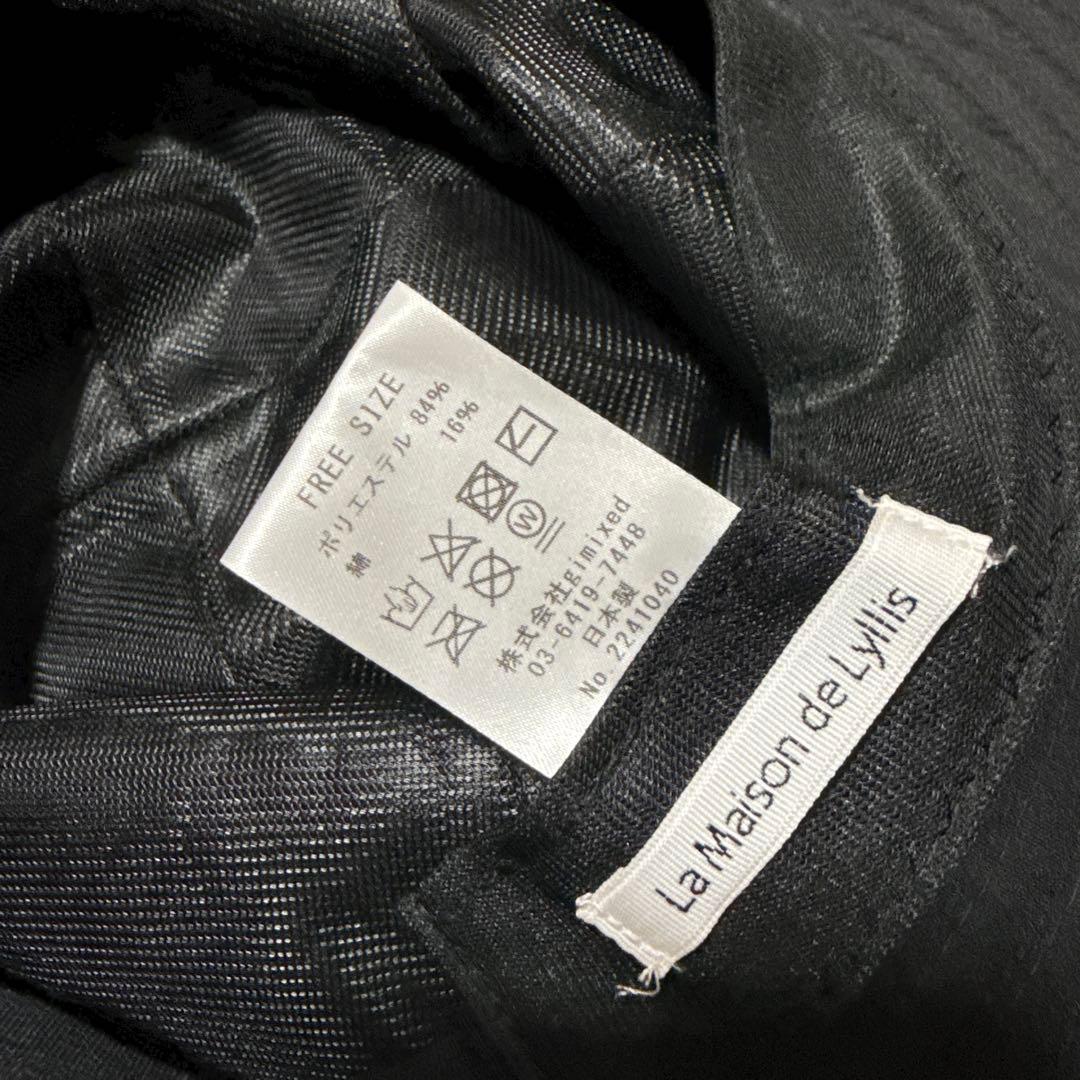 FREE SIZE
ポリエステル 84%
綿 16%
W
株式会社gimixed
03-6419-7448
日本製
No. 2241040
La Maison de Lyllis